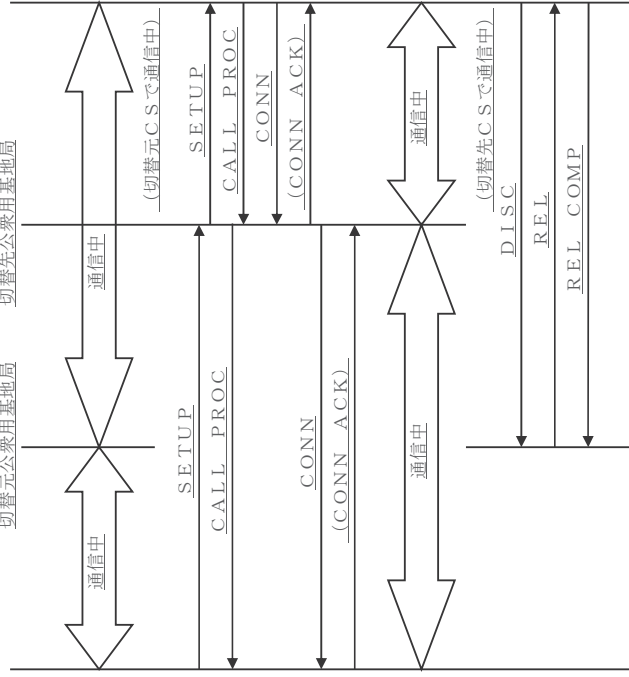 切替元公衆用基地局
切替先公衆用基地局
通信中
通信中
(切替元CSで通信中)
SETUP
CALL PROC
CONN
(CONN ACK)
SETUP
CALL PROC
CONN
(CONN ACK)
通信中
通信中
(切替先CSで通信中)
DISC
REL
REL COMP